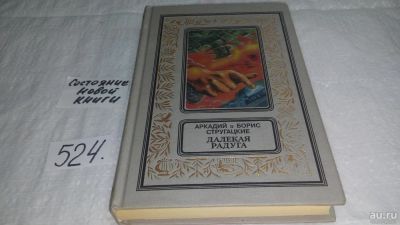 Состояние
новой
книги
524.
АРКАДИЙ и БОРИС
СТРУГАЦКИЕ
ДАЛЕКАЯ
РАДУГА
au.ru